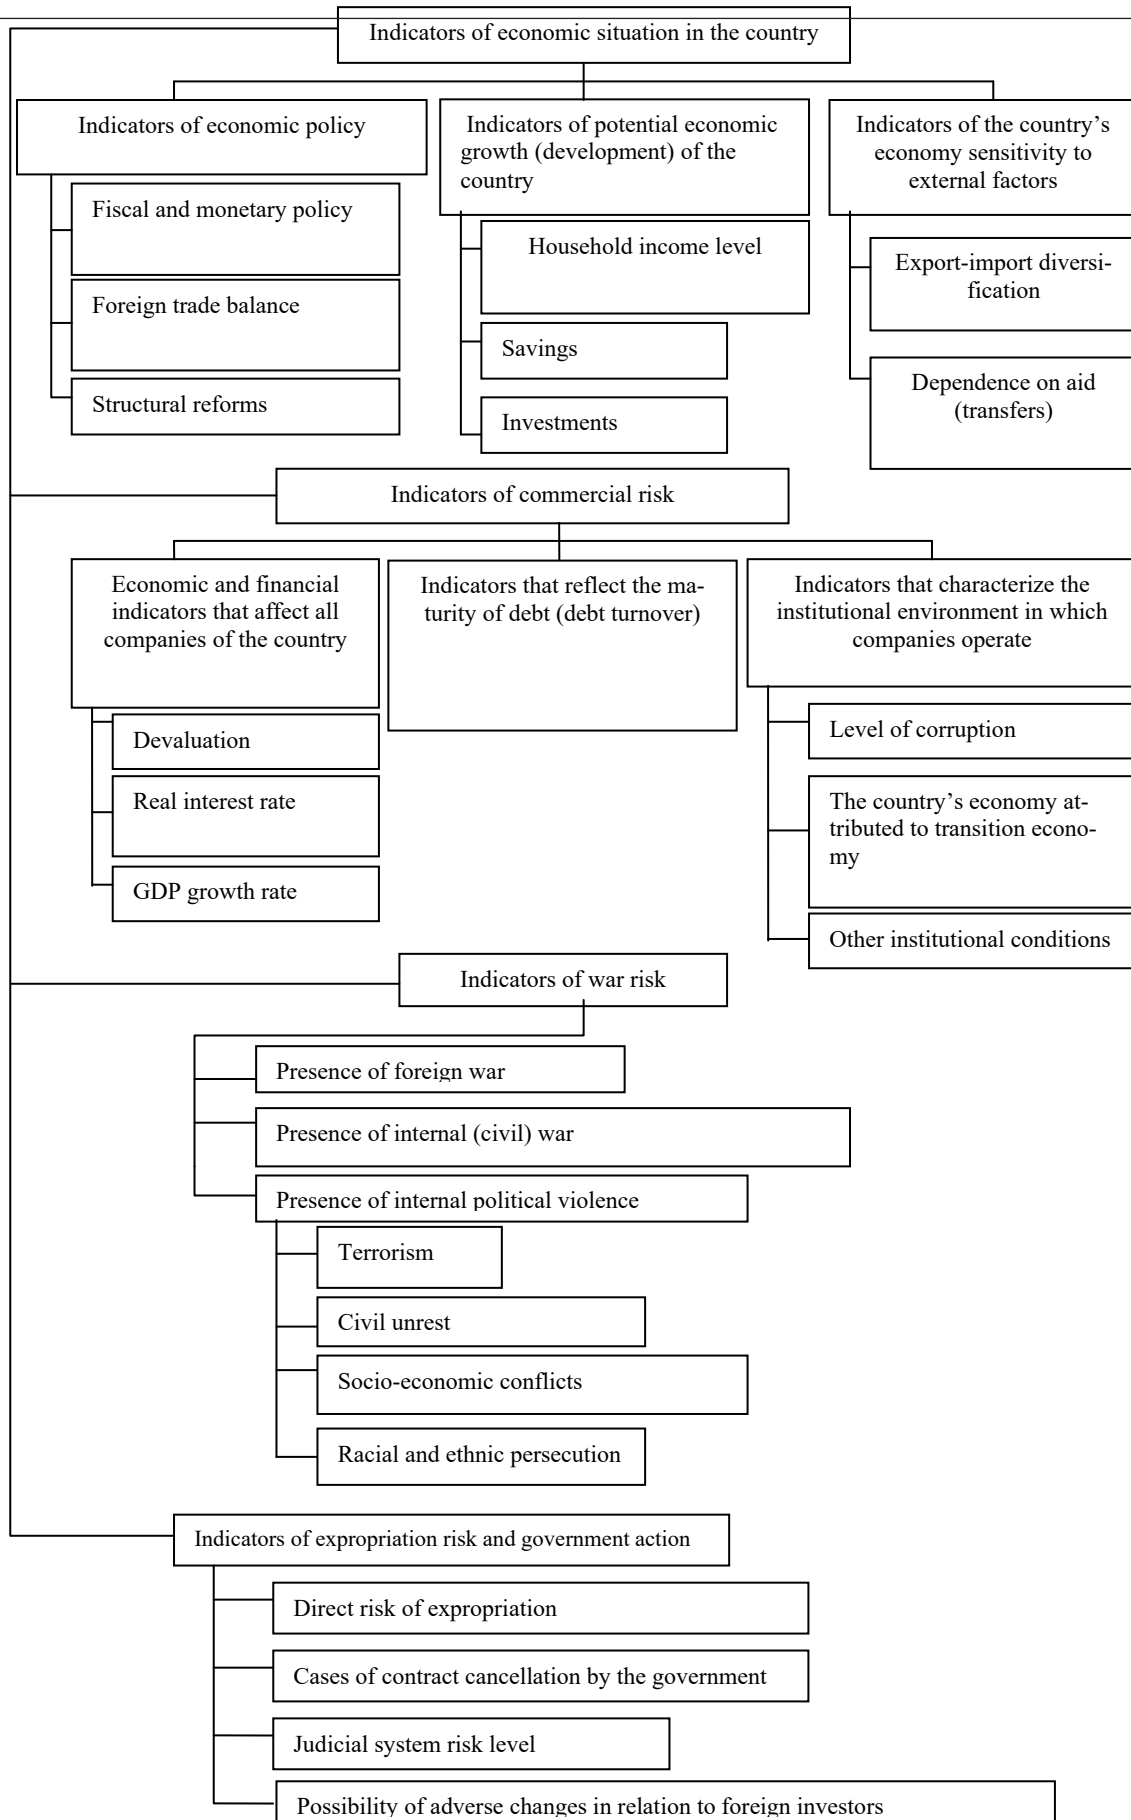 Indicators of economic situation in the country
Indicators of economic policy
Fiscal and monetary policy
Foreign trade balance
Structural reforms
Indicators of potential economic
growth (development) of the
country
Household income level
Savings
Investments
Indicators of the country’s
economy sensitivity to
external factors
Export-import diversi-
fication
Dependence on aid
(transfers)
Indicators of commercial risk
Economic and financial
indicators that affect all
companies of the country
Devaluation
Real interest rate
GDP growth rate
Indicators that reflect the ma-
turity of debt (debt turnover)
Indicators that characterize the
institutional environment in which
companies operate
Level of corruption
The country’s economy at-
tributed to transition econo-
my
Other institutional conditions
Indicators of war risk
Presence of foreign war
Presence of internal (civil) war
Presence of internal political violence
Terrorism
Civil unrest
Socio-economic conflicts
Racial and ethnic persecution
Indicators of expropriation risk and government action
Direct risk of expropriation
Cases of contract cancellation by the government
Judicial system risk level
Possibility of adverse changes in relation to foreign investors